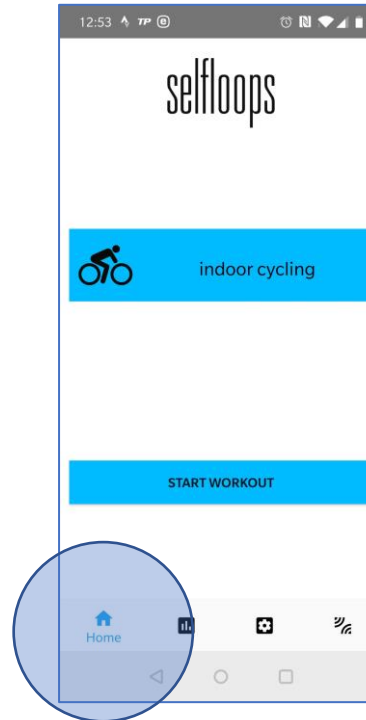 12:53 TP e
selfloops
indoor cycling
START WORKOUT
Home